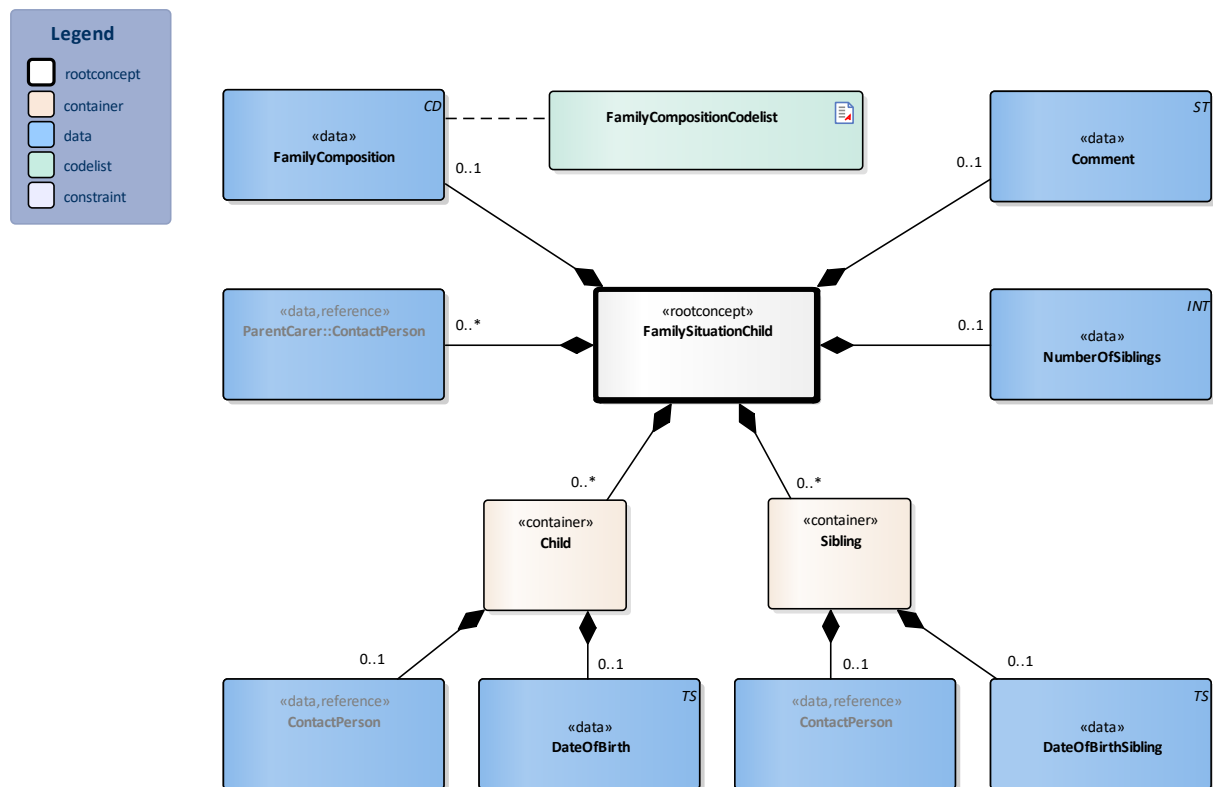 Legend
rootconcept
container
data
codelist
constraint
CD
«data»
FamilyComposition
0..1
FamilyCompositionCodelist
ST
«data»
Comment
0..1
«data,reference»
ParentCarer::ContactPerson
0..*
«rootconcept»
FamilySituationChild
INT
«data»
NumberOfSiblings
0..1
0..*
«container»
Child
0..*
«container»
Sibling
0..1
«data,reference»
ContactPerson
0..1
TS
«data»
DateOfBirth
0..1
«data,reference»
ContactPerson
0..1
TS
«data»
DateOfBirthSibling